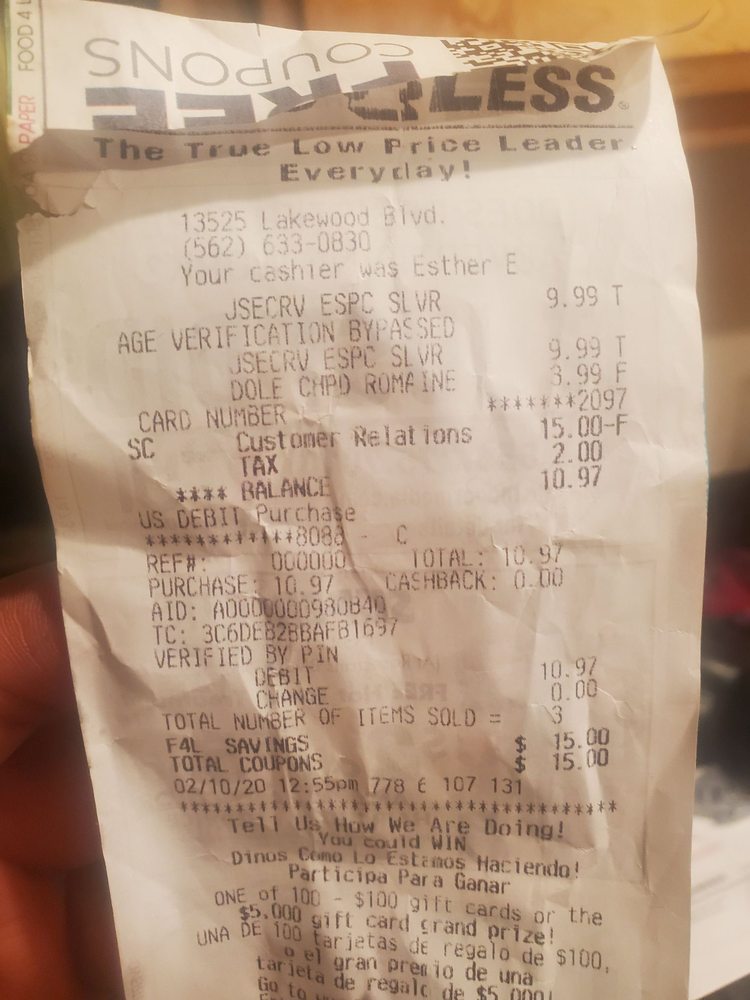 FOOD 4 L
PAPER
COUPONS
FREE
LESS®
The True Low Price Leader
Everyday!
13525 Lakewood Blvd.
(562) 633-0830
Your cashier was Esther E
JSECRV ESPC SLVR 9.99 T
AGE VERIFICATION BYPASSED
JSECRV ESPC SLVR 9.99 T
DOLE CHPD ROMAINE 3.99 F
CARD NUMBER *******2097
SC Customer Relations 15.00-F
TAX 2.00
**** BALANCE 10.97
US DEBIT Purchase
************8088 - C
REF#: 000000 TOTAL: 10.97
PURCHASE: 10.97 CASHBACK: 0.00
AID: A0000000980840
TC: 3C6DEB2BBAFB1697
VERIFIED BY PIN
DEBIT 10.97
CHANGE 0.00
TOTAL NUMBER OF ITEMS SOLD = 3
F4L SAVINGS $ 15.00
TOTAL COUPONS $ 15.00
02/10/20 12:55pm 778 6 107 131
****************************************
Tell Us How We Are Doing!
You could WIN
Dinos Como Lo Estamos Haciendo!
Participa Para Ganar
ONE of 100 - $100 gift cards or the
$5,000 gift card grand prize!
UNA DE 100 tarjetas de regalo de $100,
o el gran premio de una
tarjeta de regalo de $5,000!
Go to